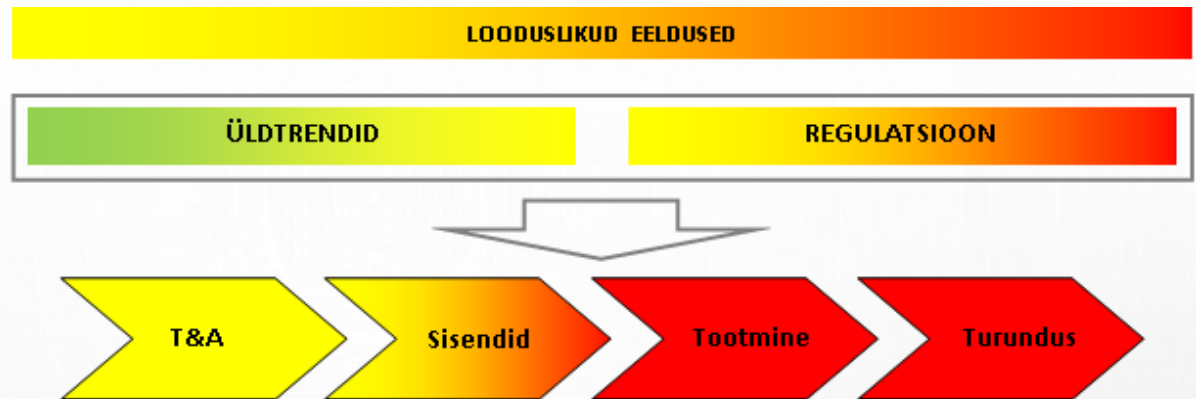 LOODUSLIKUD EELDUSED
ÜLDTRENDID
REGULATSIOON
T&A
Sisendid
Tootmine
Turundus